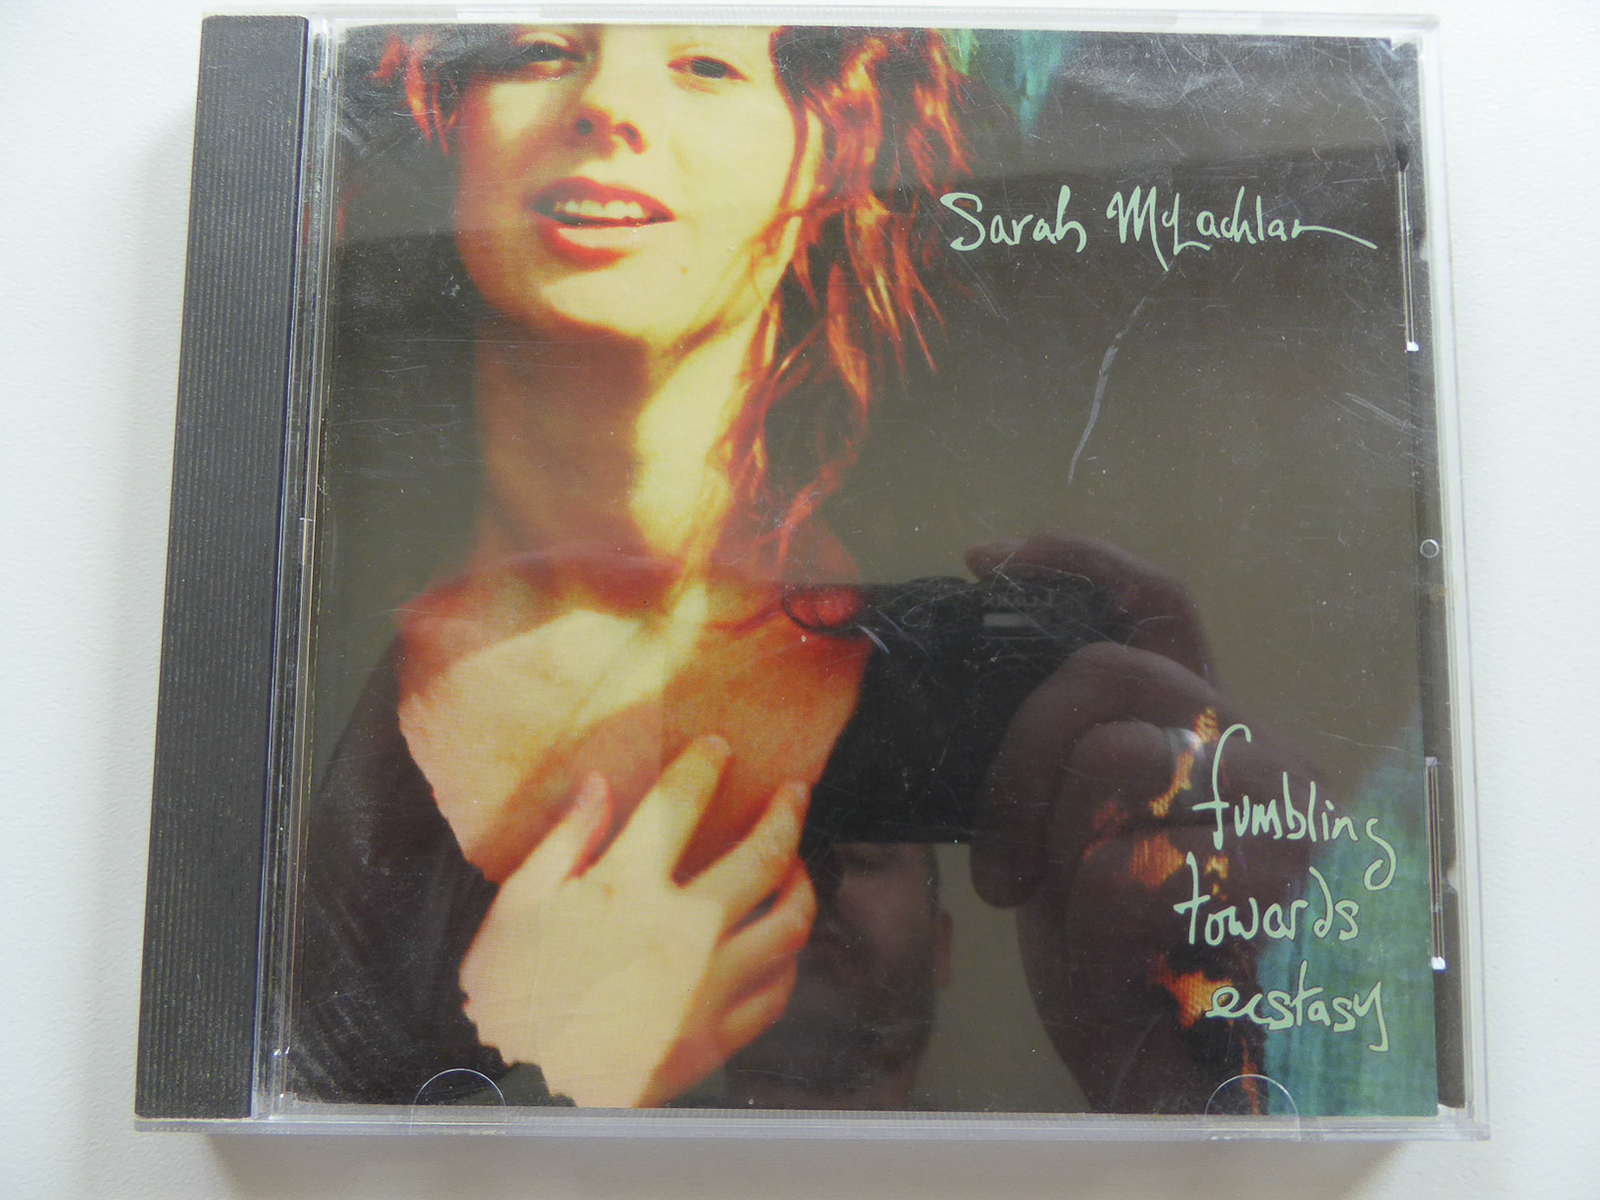 Sarah McLachlan
fumbling
towards
ecstasy